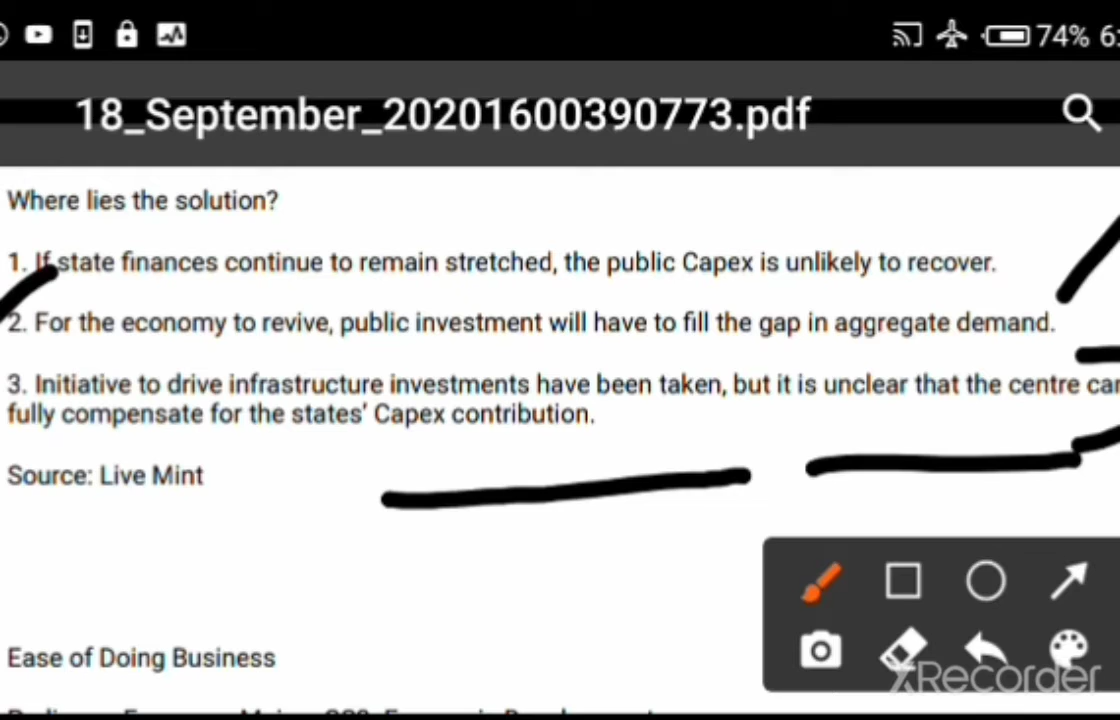 74% 6:
18_September_20201600390773.pdf
Where lies the solution?
1. If state finances continue to remain stretched, the public Capex is unlikely to recover.
2. For the economy to revive, public investment will have to fill the gap in aggregate demand.
3. Initiative to drive infrastructure investments have been taken, but it is unclear that the centre can
fully compensate for the states' Capex contribution.
Source: Live Mint
Ease of Doing Business
XRecorder